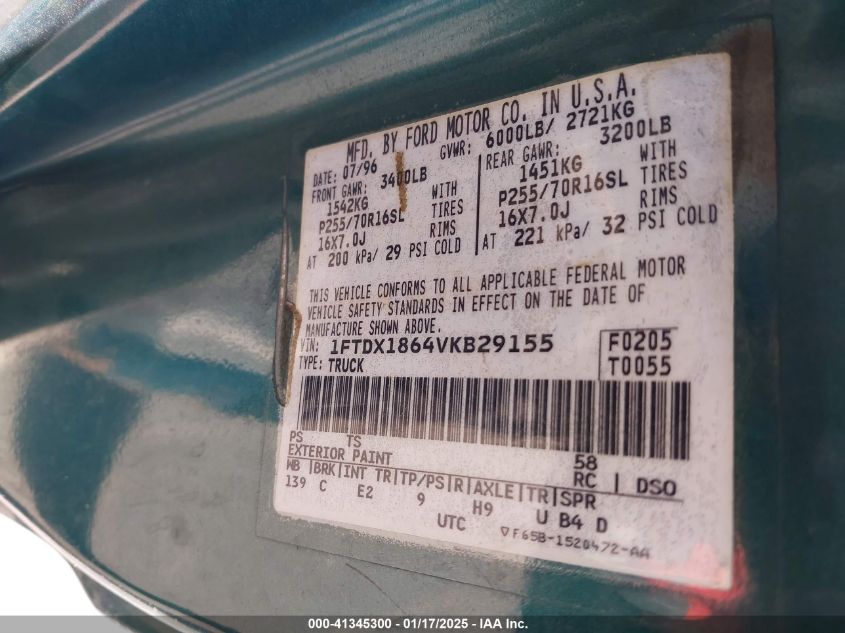 MFD. BY FORD MOTOR CO. IN U.S.A.
DATE: 07/96 GVWR: 6000LB/ 2721KG
FRONT GAWR: 3400LB REAR GAWR: 3200LB
1542KG WITH 1451KG WITH
P255/70R16SL TIRES P255/70R16SL TIRES
16X7.0J RIMS 16X7.0J RIMS
AT 200 kPa/ 29 PSI COLD AT 221 kPa/ 32 PSI COLD
THIS VEHICLE CONFORMS TO ALL APPLICABLE FEDERAL MOTOR
VEHICLE SAFETY STANDARDS IN EFFECT ON THE DATE OF
MANUFACTURE SHOWN ABOVE.
VIN: 1FTDX1864VKB29155 F0205
TYPE: TRUCK T0055
PS TS
EXTERIOR PAINT 58 RC DSO
WB BRK INT TR TP/PS R AXLE TR SPR
139 C E2 9 H9 U B4 D
UTC ▽F65B-1520472-AA
000-41345300 - 01/17/2025 - IAA Inc.